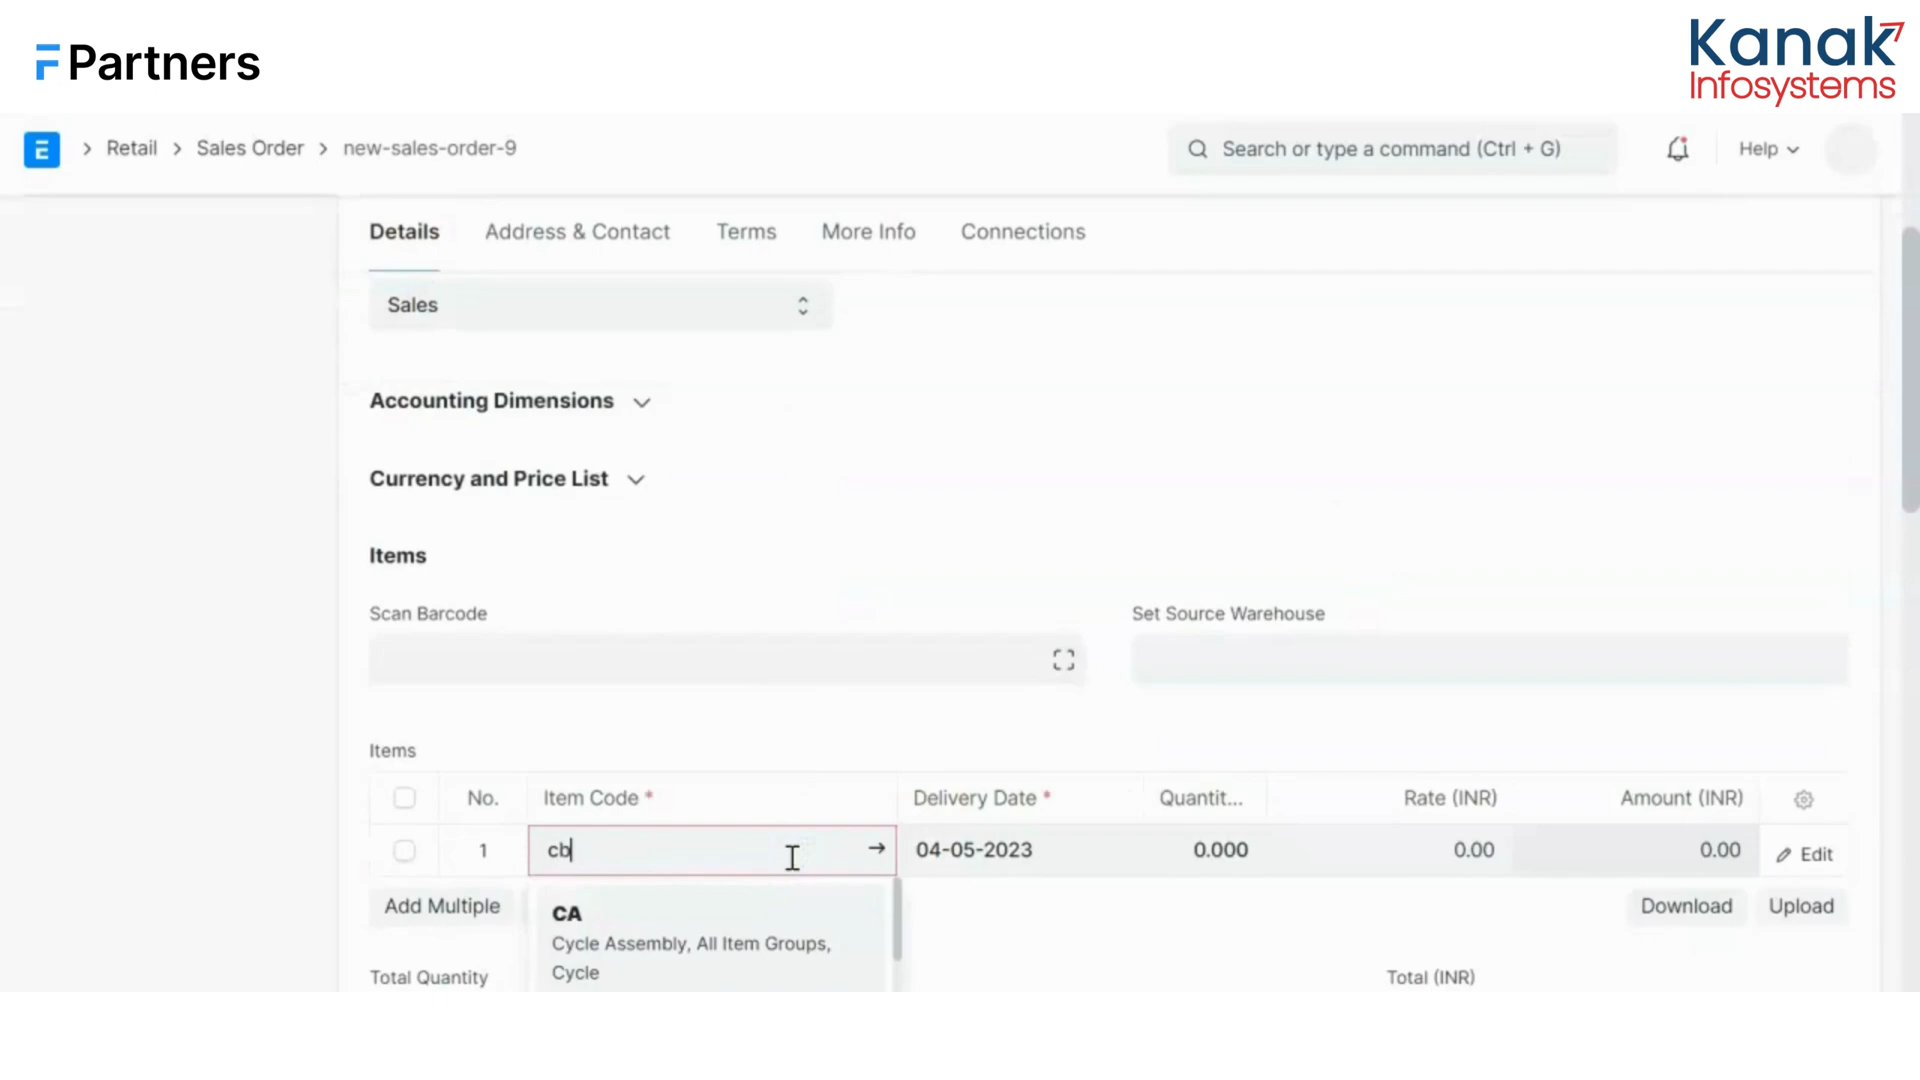 Partners
Kanak
Infosystems
E > Retail > Sales Order > new-sales-order-9
Search or type a command (Ctrl + G)
Help
Details Address & Contact Terms More Info Connections
Sales
Accounting Dimensions
Currency and Price List
Items
Scan Barcode Set Source Warehouse
Items
No. Item Code * Delivery Date * Quantit... Rate (INR) Amount (INR)
1 cb 04-05-2023 0.000 0.00 0.00 Edit
Add Multiple Download Upload
CA
Cycle Assembly, All Item Groups,
Cycle
Total Quantity Total (INR)